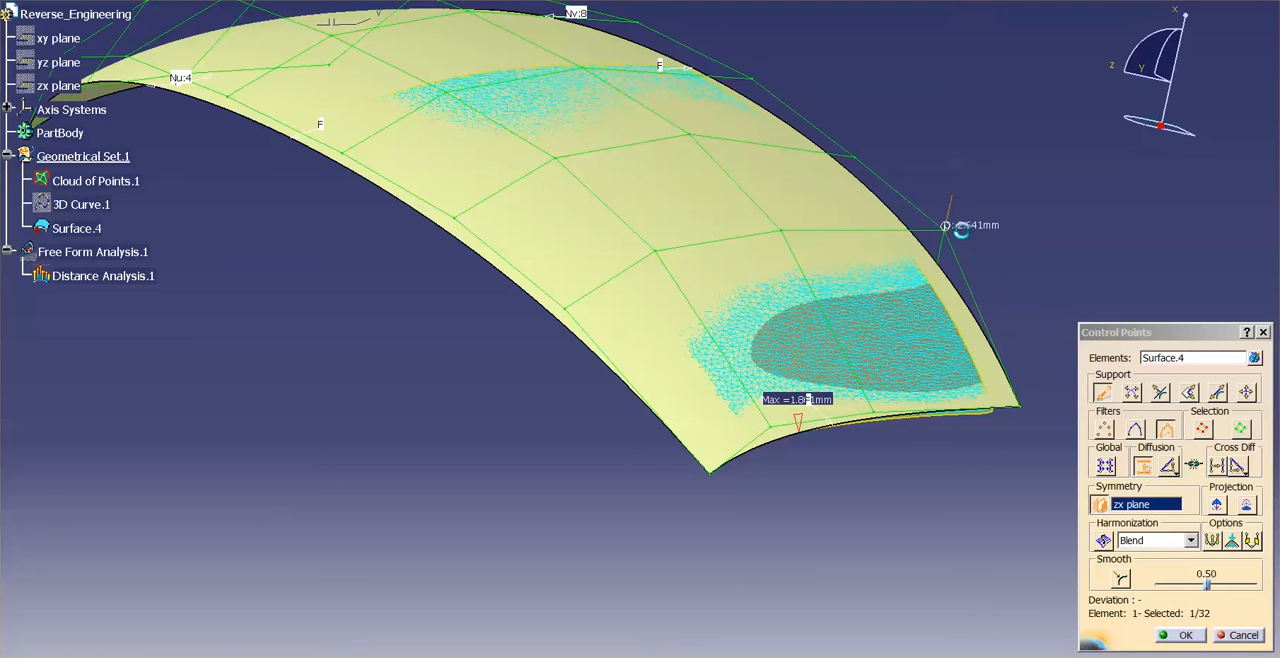 Reverse_Engineering
xy plane
yz plane
zx plane
Axis Systems
PartBody
Geometrical Set.1
Cloud of Points.1
3D Curve.1
Surface.4
Free Form Analysis.1
Distance Analysis.1
Nv:8
Nu:4
F
F
x
z
y
Control Points
Elements: Surface.4
Support
Filters Selection
Global Diffusion Cross Diff
Symmetry Projection
zx plane
Harmonization Options
Blend
Smooth
0.50
Deviation : -
Element: 1- Selected: 1/32
OK Cancel